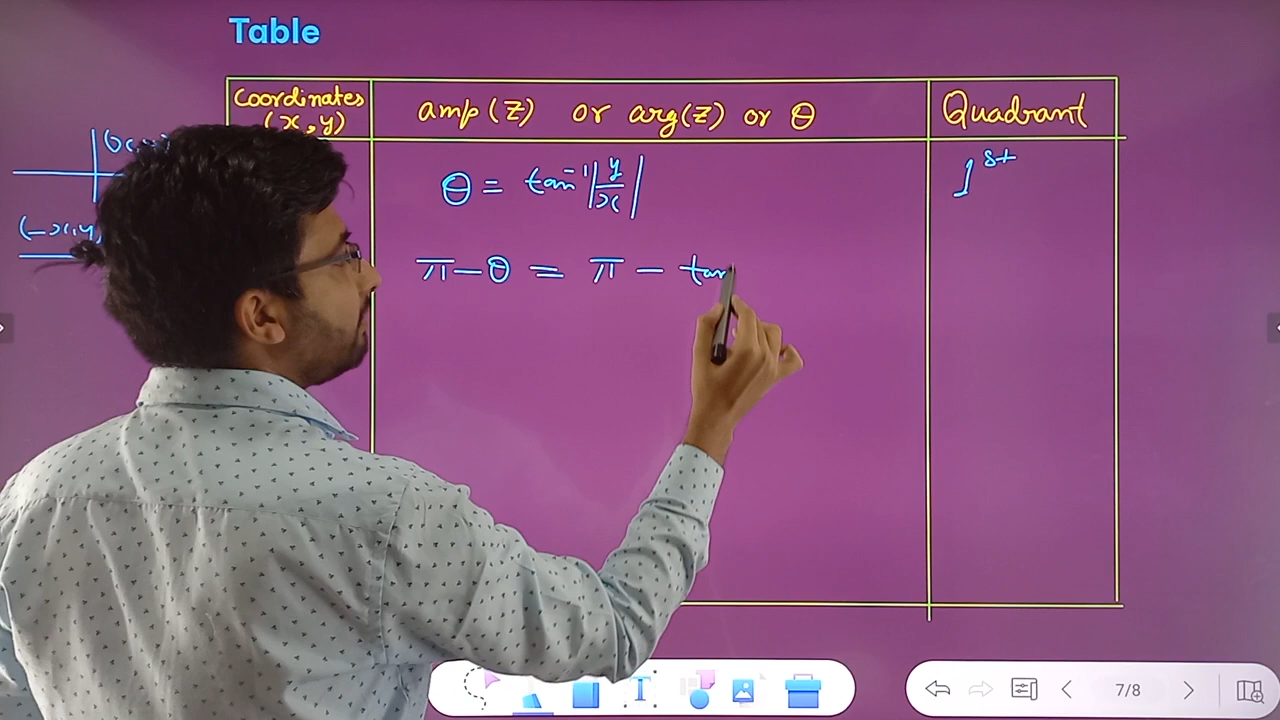 Table
Coordinates
(x,y)
amp(z) or arg(z) or θ
Quadrant
θ = tan⁻¹|y/x|
1st
(-x,y)
π-θ = π - tan
7/8